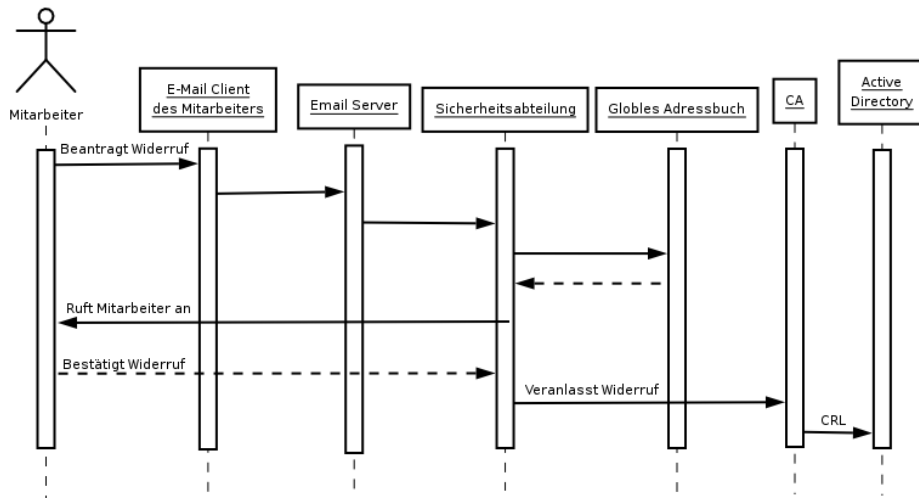 Mitarbeiter
E-Mail Client
des Mitarbeiters
Email Server
Sicherheitsabteilung
Globles Adressbuch
CA
Active
Directory
Beantragt Widerruf
Ruft Mitarbeiter an
Bestätigt Widerruf
Veranlasst Widerruf
CRL